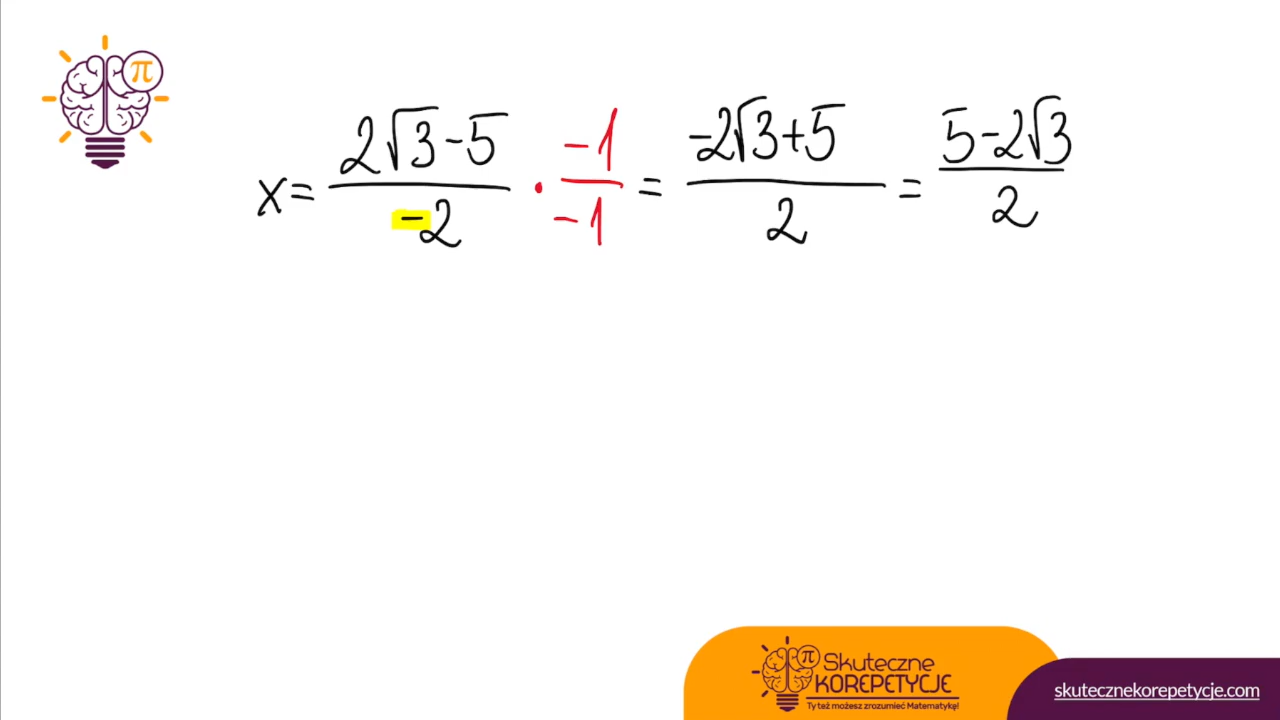 π
x = (2√3 - 5)/(-2) · (-1)/(-1) = (-2√3 + 5)/2 = (5 - 2√3)/2
π
Skuteczne
KOREPETYCJE
Ty też możesz zrozumieć Matematykę!
skutecznekorepetycje.com